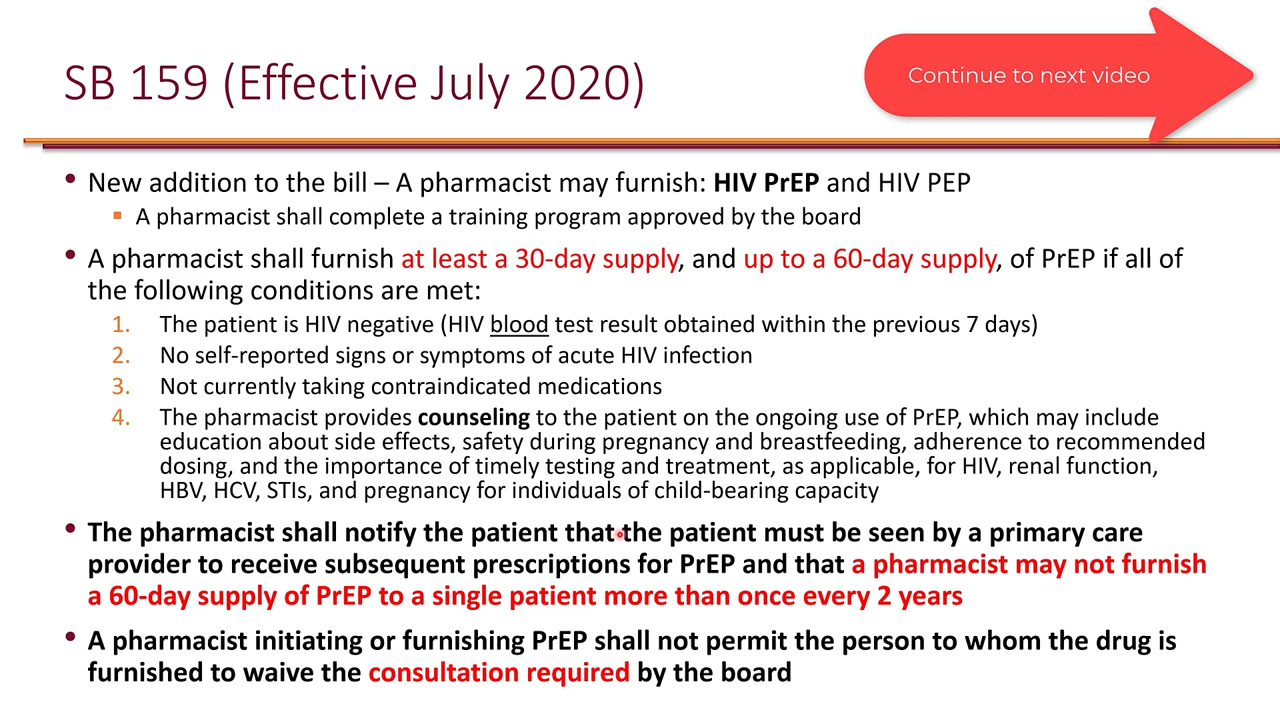 SB 159 (Effective July 2020)
Continue to next video
• New addition to the bill – A pharmacist may furnish: HIV PrEP and HIV PEP
▪ A pharmacist shall complete a training program approved by the board
• A pharmacist shall furnish at least a 30-day supply, and up to a 60-day supply, of PrEP if all of
the following conditions are met:
1. The patient is HIV negative (HIV blood test result obtained within the previous 7 days)
2. No self-reported signs or symptoms of acute HIV infection
3. Not currently taking contraindicated medications
4. The pharmacist provides counseling to the patient on the ongoing use of PrEP, which may include
education about side effects, safety during pregnancy and breastfeeding, adherence to recommended
dosing, and the importance of timely testing and treatment, as applicable, for HIV, renal function,
HBV, HCV, STIs, and pregnancy for individuals of child-bearing capacity
• The pharmacist shall notify the patient that the patient must be seen by a primary care
provider to receive subsequent prescriptions for PrEP and that a pharmacist may not furnish
a 60-day supply of PrEP to a single patient more than once every 2 years
• A pharmacist initiating or furnishing PrEP shall not permit the person to whom the drug is
furnished to waive the consultation required by the board